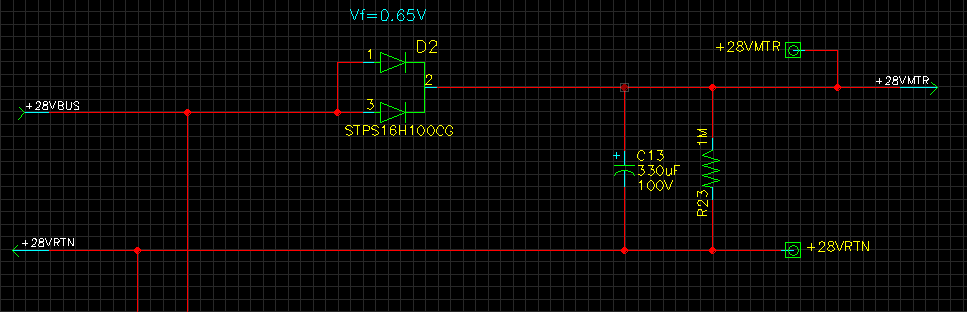 Vf=0.65V
D2
1
2
3
STPS16H100CG
+28VBUS
+28VMTR
+28VMTR
1M
+
C13
330uF
100V
R23
+28VRTN
+28VRTN